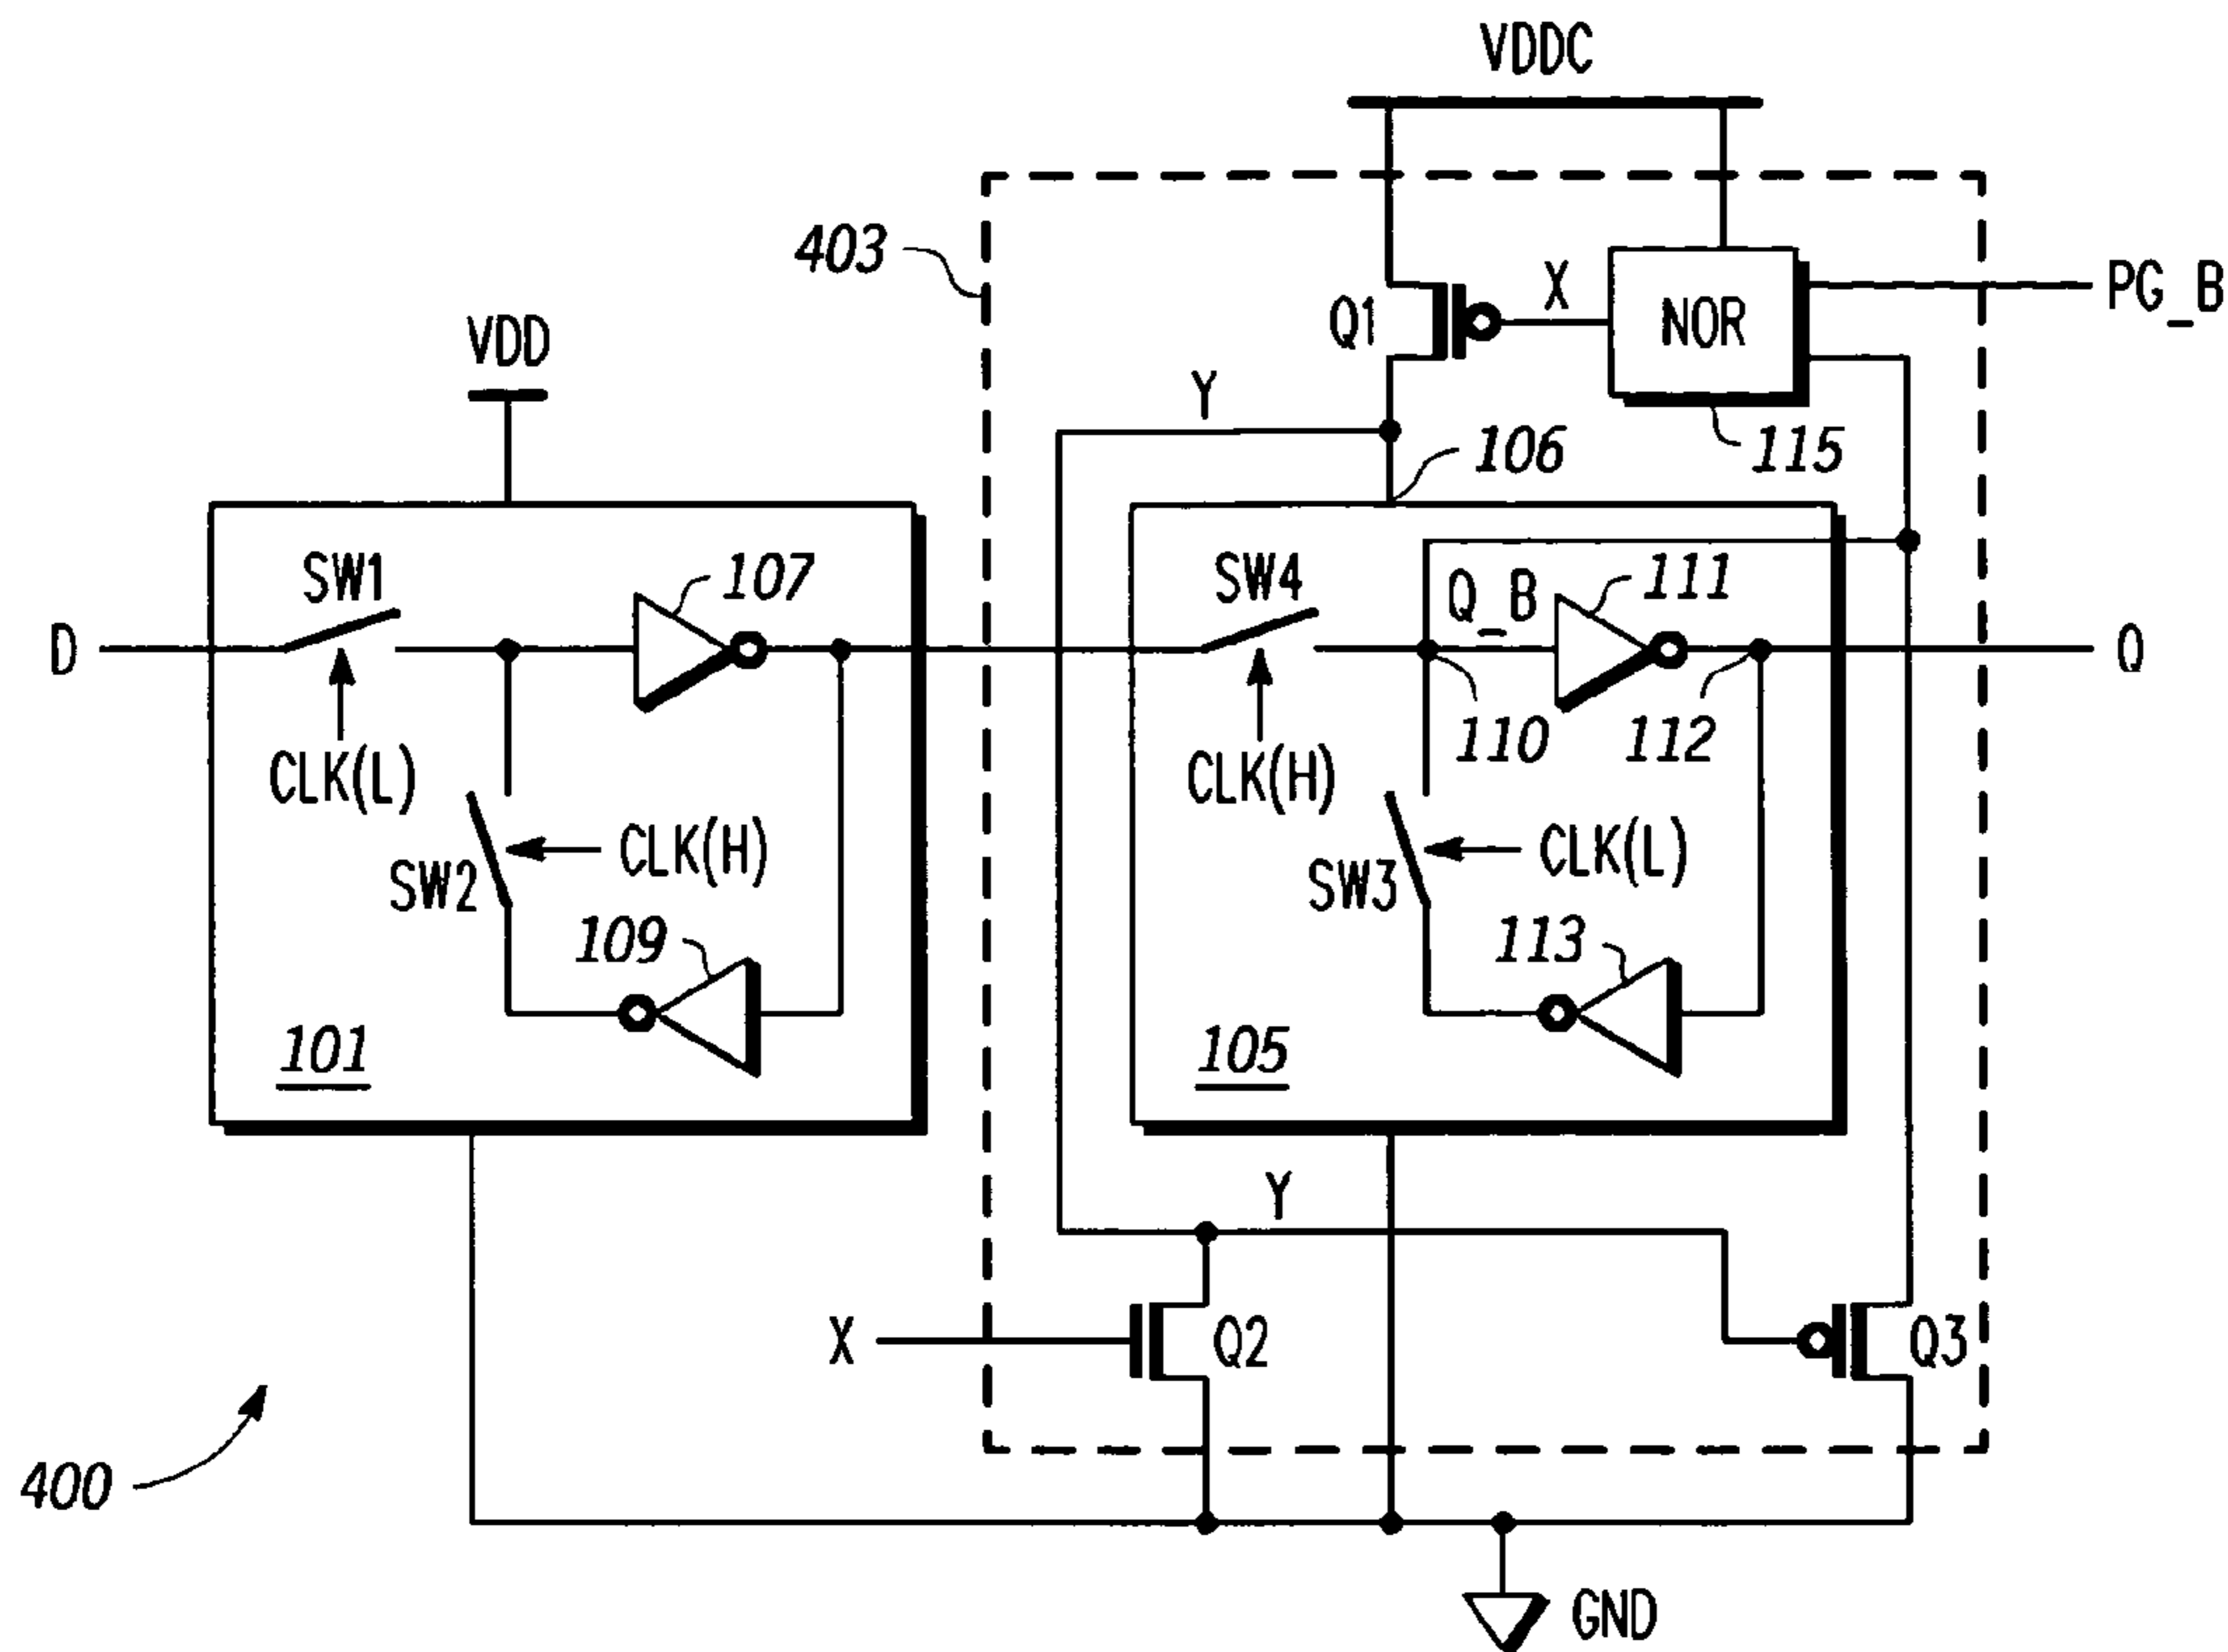 VDDC
403
Q1
X
NOR
PG_B
VDD
Y
106
115
SW1
107
SW4
Q_B
111
D
Q
CLK(L)
110
112
CLK(H)
SW2
CLK(H)
SW3
CLK(L)
109
113
101
105
Y
X
Q2
Q3
400
GND